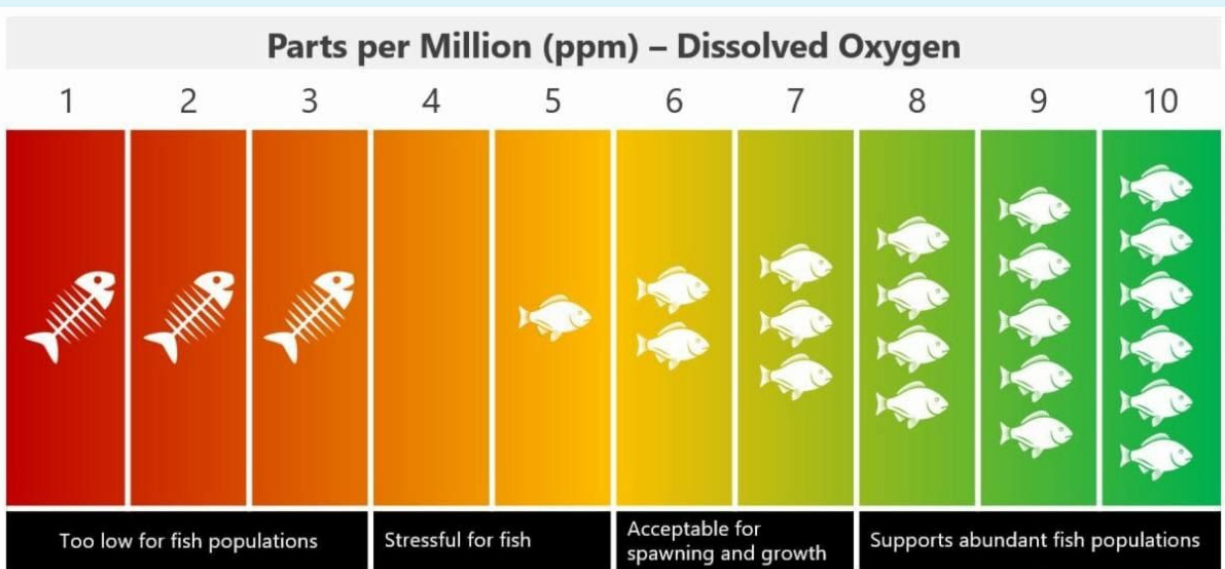 Parts per Million (ppm) – Dissolved Oxygen
1 2 3 4 5 6 7 8 9 10
Too low for fish populations
Stressful for fish
Acceptable for
spawning and growth
Supports abundant fish populations